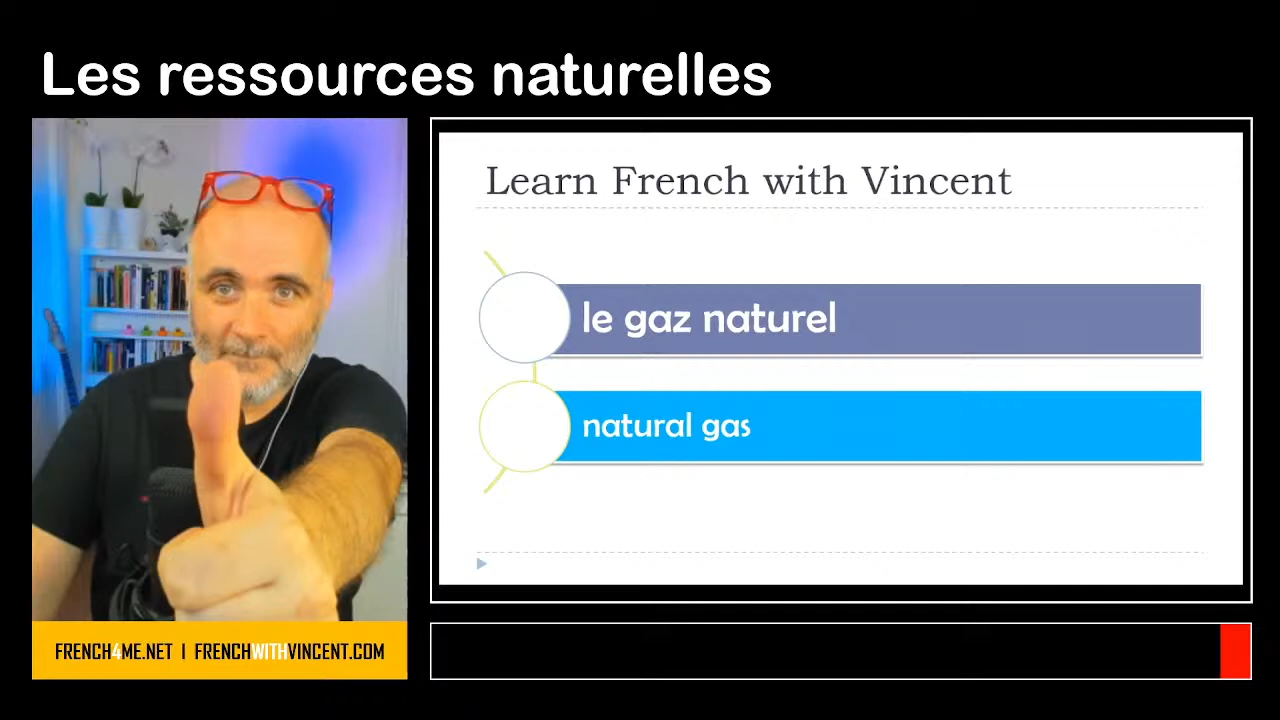 Les ressources naturelles
Learn French with Vincent
le gaz naturel
natural gas
FRENCH4ME.NET I FRENCHWITHVINCENT.COM